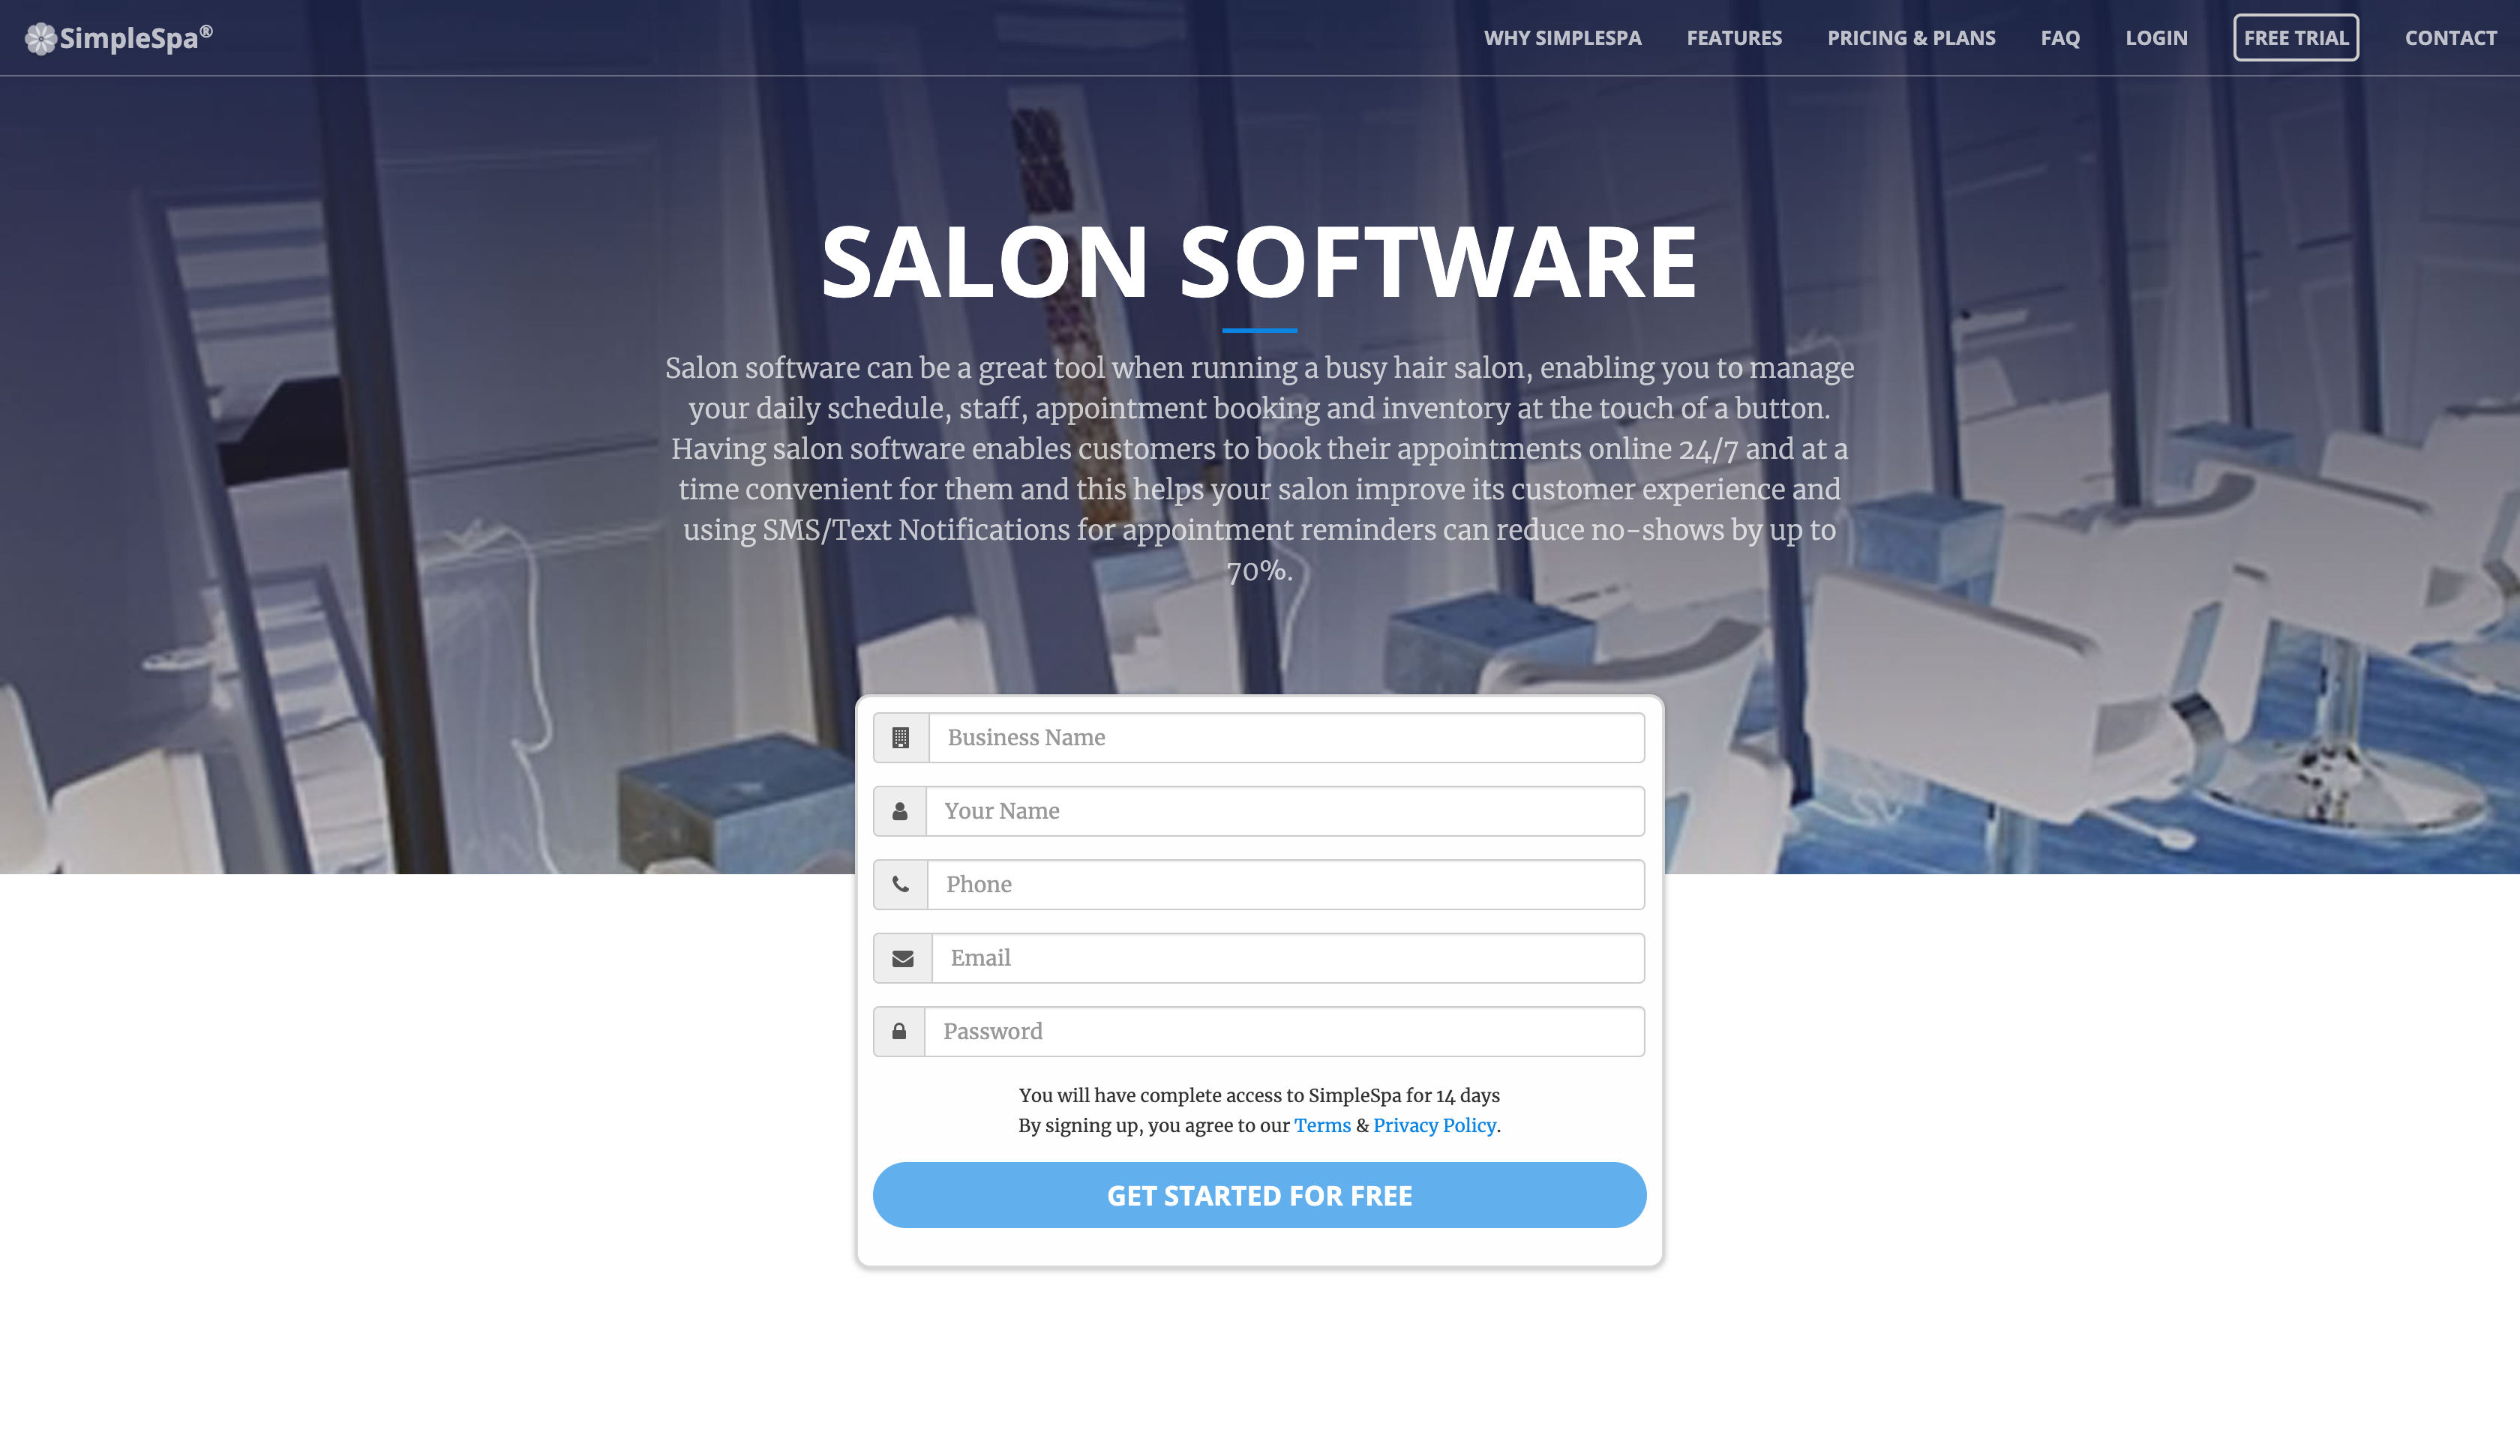 SimpleSpa®
WHY SIMPLESPA
FEATURES
PRICING & PLANS
FAQ
LOGIN
FREE TRIAL
CONTACT
SALON SOFTWARE
Salon software can be a great tool when running a busy hair salon, enabling you to manage
your daily schedule, staff, appointment booking and inventory at the touch of a button.
Having salon software enables customers to book their appointments online 24/7 and at a
time convenient for them and this helps your salon improve its customer experience and
using SMS/Text Notifications for appointment reminders can reduce no-shows by up to
70%.
Business Name
Your Name
Phone
Email
Password
You will have complete access to SimpleSpa for 14 days
By signing up, you agree to our Terms & Privacy Policy.
GET STARTED FOR FREE